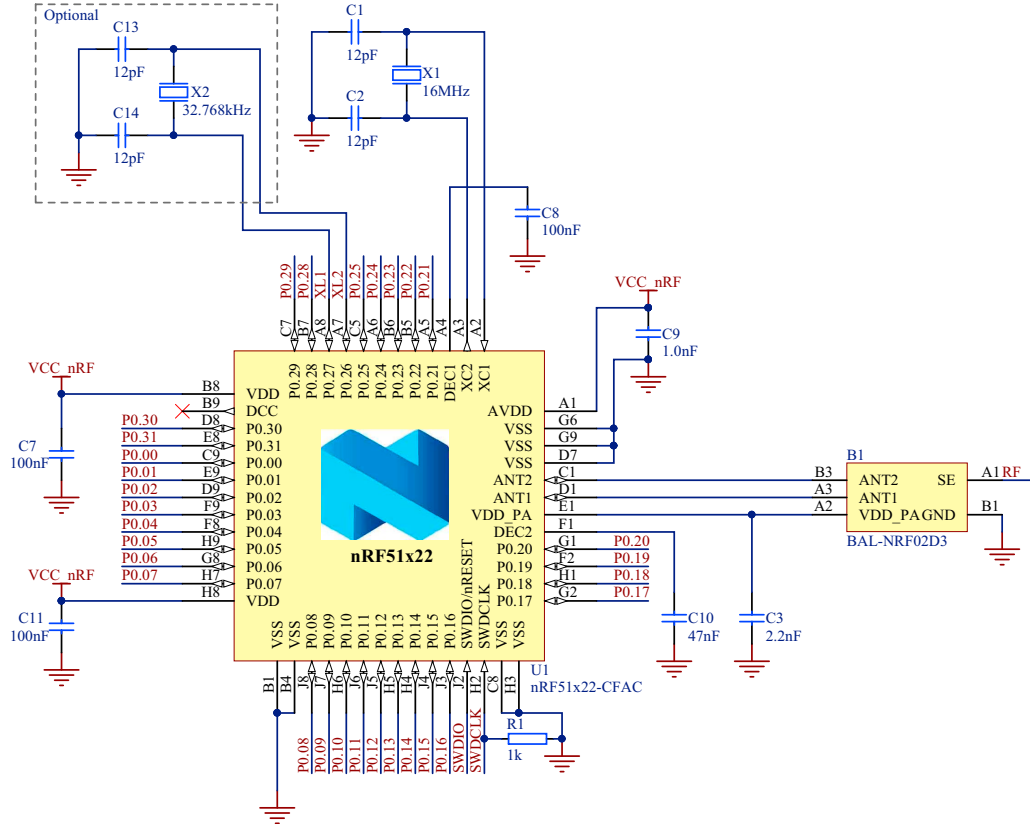 Optional
C13
12pF
X2
32.768kHz
C14
12pF
C1
12pF
X1
16MHz
C2
12pF
C8
100nF
P0.29
P0.28
XL1
XL2
P0.25
P0.24
P0.23
P0.22
P0.21
C7
B7
A8
A7
C5
A6
B6
B5
A5
A4
A3
A2
P0.29
P0.28
P0.27
P0.26
P0.25
P0.24
P0.23
P0.22
P0.21
DEC1
XC2
XC1
VCC_nRF
C9
1.0nF
VCC_nRF
C7
100nF
B8 VDD
B9 DCC
P0.30 D8 P0.30
P0.31 E8 P0.31
P0.00 C9 P0.00
P0.01 E9 P0.01
P0.02 D9 P0.02
P0.03 F9 P0.03
P0.04 F8 P0.04
P0.05 H9 P0.05
P0.06 G8 P0.06
P0.07 H7 P0.07
H8 VDD
VCC_nRF
C11
100nF
nRF51x22
AVDD A1
VSS G6
VSS G9
VSS D7
ANT2 C1
ANT1 D1
VDD_PA E1
DEC2 F1
P0.20 G1 P0.20
P0.19 F2 P0.19
P0.18 H1 P0.18
P0.17 G2 P0.17
B1
B3 ANT2 SE A1 RF
A3 ANT1
A2 VDD_PAGND B1
BAL-NRF02D3
C10
47nF
C3
2.2nF
VSS
VSS
P0.08
P0.09
P0.10
P0.11
P0.12
P0.13
P0.14
P0.15
P0.16
SWDIO/nRESET
SWDCLK
VSS
VSS
U1
nRF51x22-CFAC
B1
B4
J8
J7
H6
J6
J5
H5
H4
J4
J3
J2
H2
C8
H3
P0.08
P0.09
P0.10
P0.11
P0.12
P0.13
P0.14
P0.15
P0.16
SWDIO
SWDCLK
R1
1k